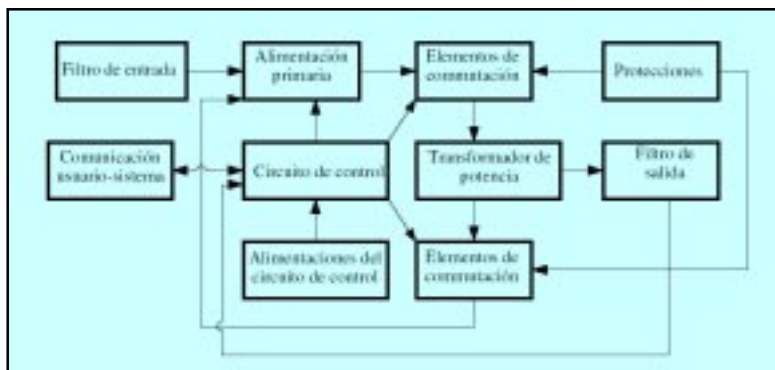 Filtro de entrada
Alimentación
primaria
Elementos de
conmutación
Protecciones
Comunicación
usuario-sistema
Circuito de control
Transformador de
potencia
Filtro de
salida
Alimentaciones del
circuito de control
Elementos de
conmutación